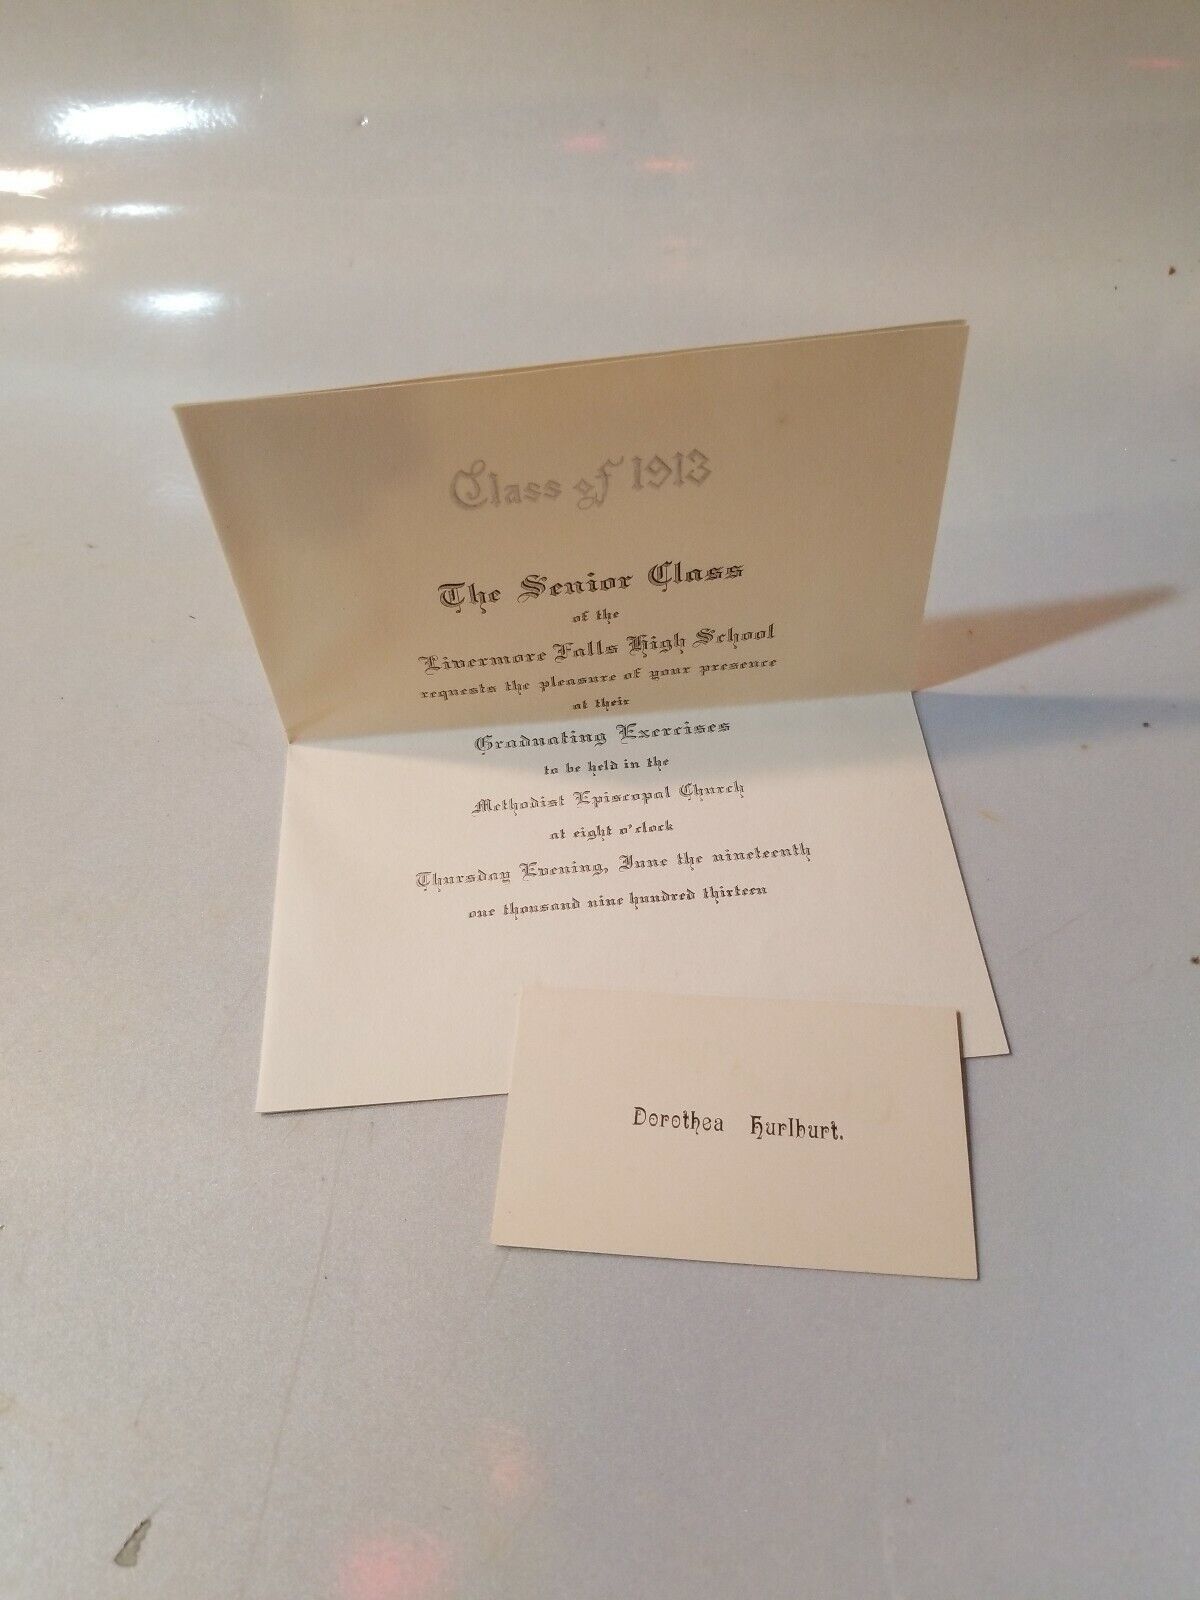 Class of 1913
The Senior Class
of the
Livermore Falls High School
requests the pleasure of your presence
at their
Graduating Exercises
to be held in the
Methodist Episcopal Church
at eight o'clock
Thursday Evening, June the nineteenth
one thousand nine hundred thirteen
Dorothea Hurlburt.